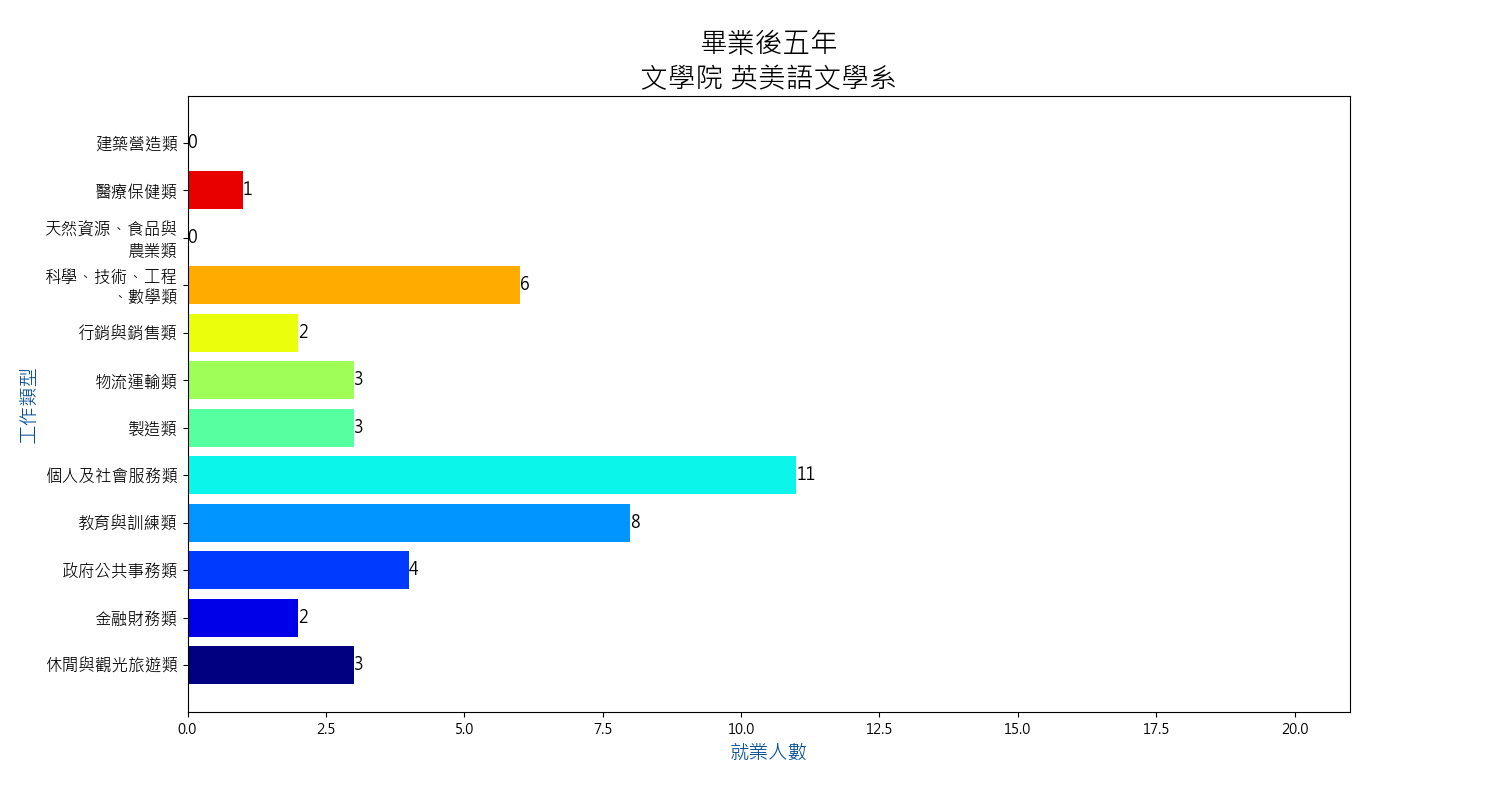 畢業後五年
文學院 英美語文學系
建築營造類
0
醫療保健類
1
天然資源、食品與
農業類
0
科學、技術、工程
、數學類
6
行銷與銷售類
2
物流運輸類
3
製造類
3
個人及社會服務類
11
教育與訓練類
8
政府公共事務類
4
金融財務類
2
休閒與觀光旅遊類
3
工作類型
0.0 2.5 5.0 7.5 10.0 12.5 15.0 17.5 20.0
就業人數